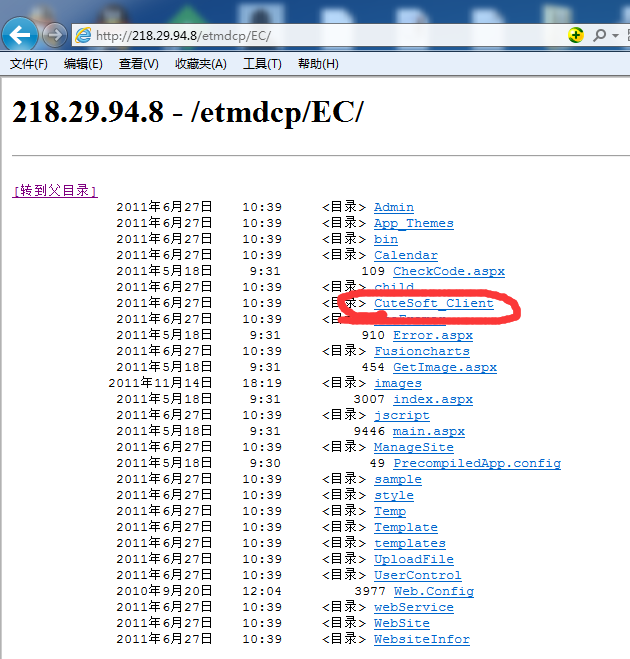 http://218.29.94.8/etmdcp/EC/
文件(F) 编辑(E) 查看(V) 收藏夹(A) 工具(T) 帮助(H)
218.29.94.8 - /etmdcp/EC/
[转到父目录]
2011年6月27日 10:39 <目录> Admin
2011年6月27日 10:39 <目录> App_Themes
2011年6月27日 10:39 <目录> bin
2011年6月27日 10:39 <目录> Calendar
2011年5月18日 9:31 109 CheckCode.aspx
2011年6月27日 10:39 <目录> child
2011年6月27日 10:39 <目录> CuteSoft_Client
2011年6月27日 10:39 <目录>
2011年5月18日 9:31 910 Error.aspx
2011年6月27日 10:39 <目录> Fusioncharts
2011年5月18日 9:31 454 GetImage.aspx
2011年11月14日 18:19 <目录> images
2011年5月18日 9:31 3007 index.aspx
2011年6月27日 10:39 <目录> jscript
2011年5月18日 9:31 9446 main.aspx
2011年6月27日 10:39 <目录> ManageSite
2011年5月18日 9:30 49 PrecompiledApp.config
2011年6月27日 10:39 <目录> sample
2011年6月27日 10:39 <目录> style
2011年6月27日 10:39 <目录> Temp
2011年6月27日 10:39 <目录> Template
2011年6月27日 10:39 <目录> templates
2011年6月27日 10:39 <目录> UploadFile
2011年6月27日 10:39 <目录> UserControl
2010年9月20日 12:04 3977 Web.Config
2011年6月27日 10:39 <目录> webService
2011年6月27日 10:39 <目录> WebSite
2011年6月27日 10:39 <目录> WebsiteInfor